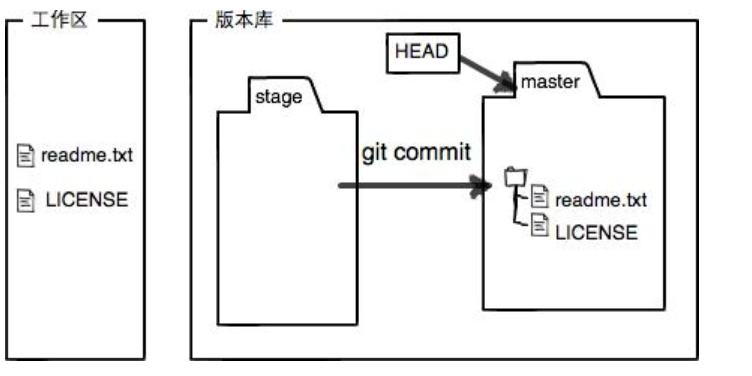 工作区
readme.txt
LICENSE
版本库
HEAD
stage
master
git commit
readme.txt
LICENSE